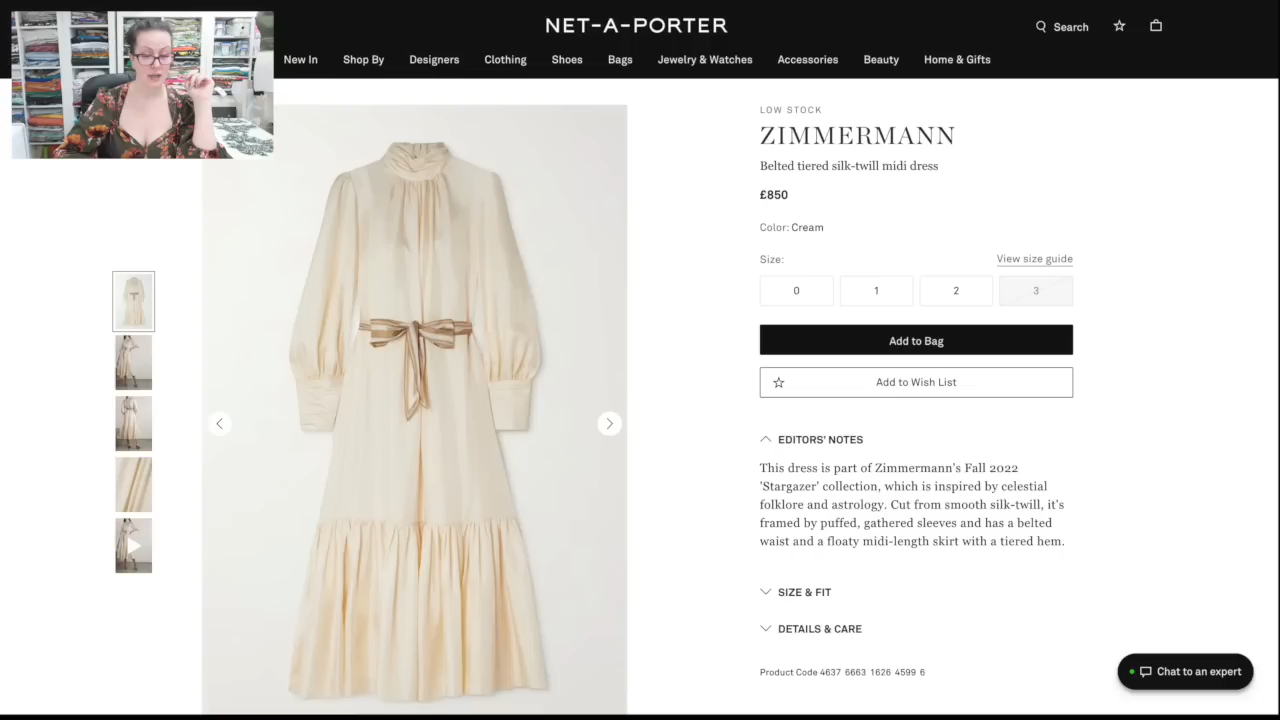 NET-A-PORTER
Search
New In Shop By Designers Clothing Shoes Bags Jewelry & Watches Accessories Beauty Home & Gifts
LOW STOCK
ZIMMERMANN
Belted tiered silk-twill midi dress
£850
Color: Cream
Size: View size guide
0 1 2 3
Add to Bag
Add to Wish List
EDITORS' NOTES
This dress is part of Zimmermann's Fall 2022
'Stargazer' collection, which is inspired by celestial
folklore and astrology. Cut from smooth silk-twill, it's
framed by puffed, gathered sleeves and has a belted
waist and a floaty midi-length skirt with a tiered hem.
SIZE & FIT
DETAILS & CARE
Product Code 4637 6663 1626 4599 6
Chat to an expert